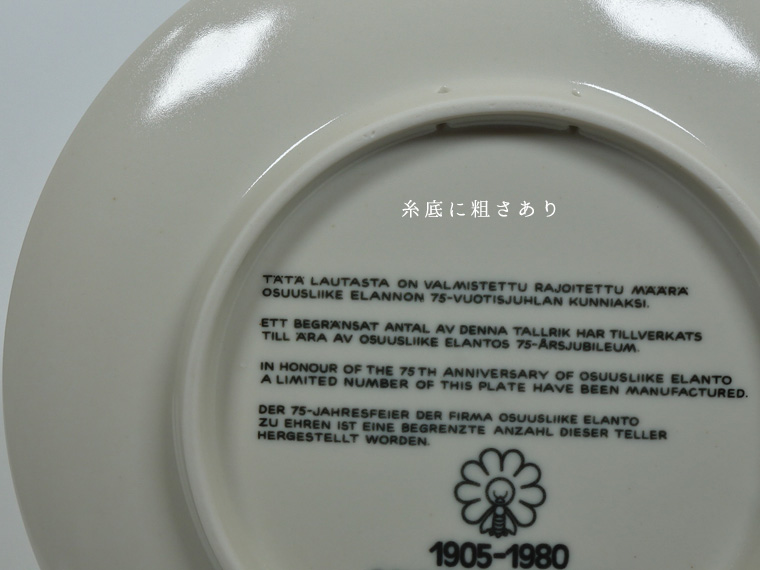 糸底に粗さあり
TÄTÄ LAUTASTA ON VALMISTETTU RAJOITETTU MÄÄRÄ
OSUUSLIIKE ELANNON 75-VUOTISJUHLAN KUNNIAKSI.
ETT BEGRÄNSAT ANTAL AV DENNA TALLRIK HAR TILLVERKATS
TILL ÄRA AV OSUUSLIIKE ELANTOS 75-ÅRSJUBILEUM.
IN HONOUR OF THE 75TH ANNIVERSARY OF OSUUSLIIKE ELANTO
A LIMITED NUMBER OF THIS PLATE HAVE BEEN MANUFACTURED.
DER 75-JAHRESFEIER DER FIRMA OSUUSLIIKE ELANTO
ZU EHREN IST EINE BEGRENZTE ANZAHL DIESER TELLER
HERGESTELLT WORDEN.
1905-1980